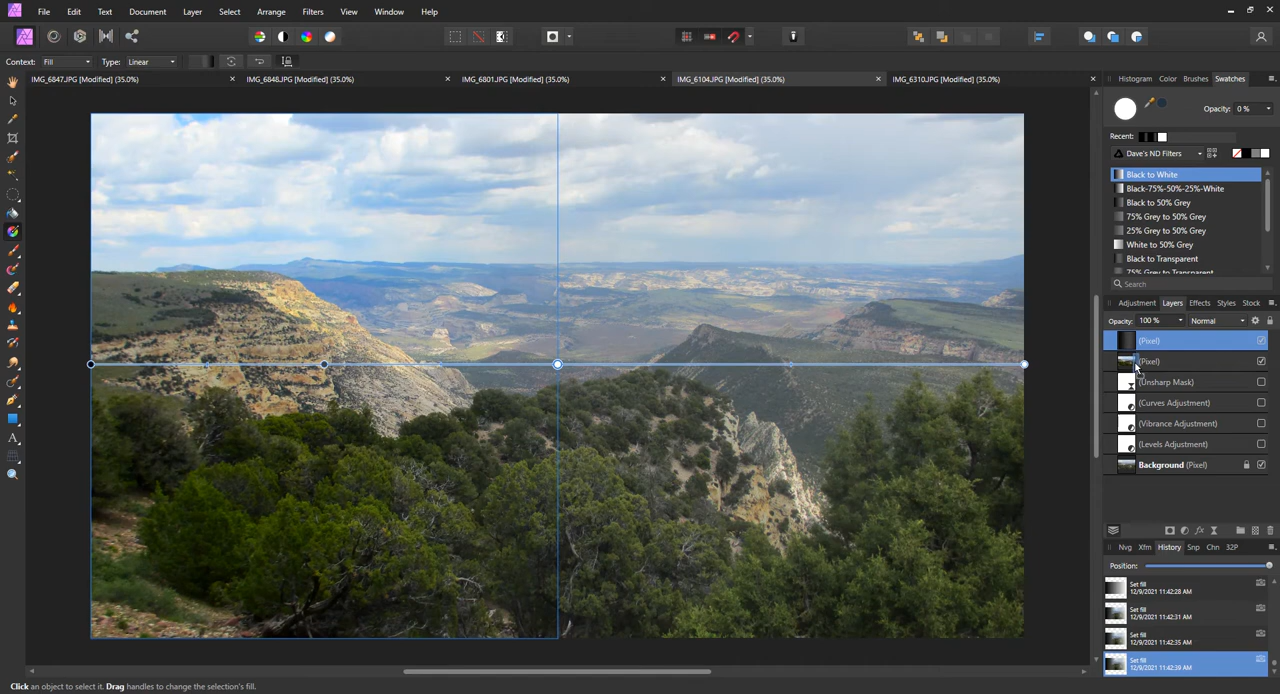 File Edit Text Document Layer Select Arrange Filters View Window Help
Context: Fill Type: Linear
IMG_6847.JPG [Modified] (35.0%) IMG_6848.JPG [Modified] (35.0%) IMG_6801.JPG [Modified] (35.0%) IMG_6104.JPG [Modified] (35.0%) IMG_6310.JPG [Modified] (35.0%)
Histogram Color Brushes Swatches
Opacity: 0 %
Recent:
Dave's ND Filters
Black to White
Black-75%-50%-25%-White
Black to 50% Grey
75% Grey to 50% Grey
25% Grey to 50% Grey
White to 50% Grey
Black to Transparent
75% Grey to Transparent
Search
Adjustment Layers Effects Styles Stock
Opacity: 100 % Normal
(Pixel)
(Pixel)
(Unsharp Mask)
(Curves Adjustment)
(Vibrance Adjustment)
(Levels Adjustment)
Background (Pixel)
Nvg Xfm History Snp Chn 32P
Position:
Set fill
12/9/2021 11:42:28 AM
Set fill
12/9/2021 11:42:31 AM
Set fill
12/9/2021 11:42:35 AM
Set fill
12/9/2021 11:42:39 AM
Click an object to select it. Drag handles to change the selection's fill.